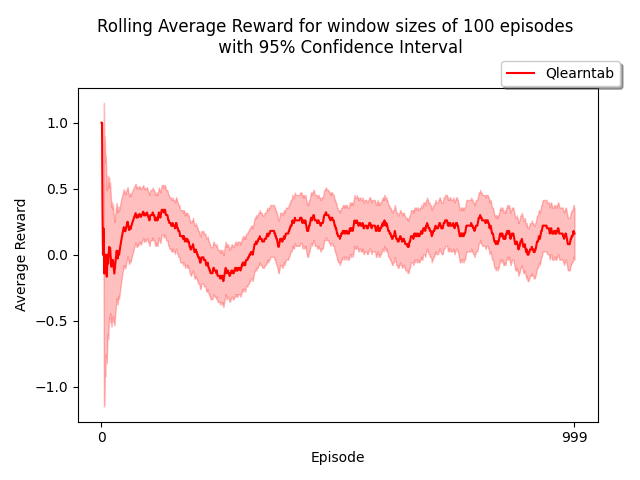 Rolling Average Reward for window sizes of 100 episodes
with 95% Confidence Interval
Qlearntab
1.0
0.5
0.0
−0.5
−1.0
Average Reward
0 999
Episode